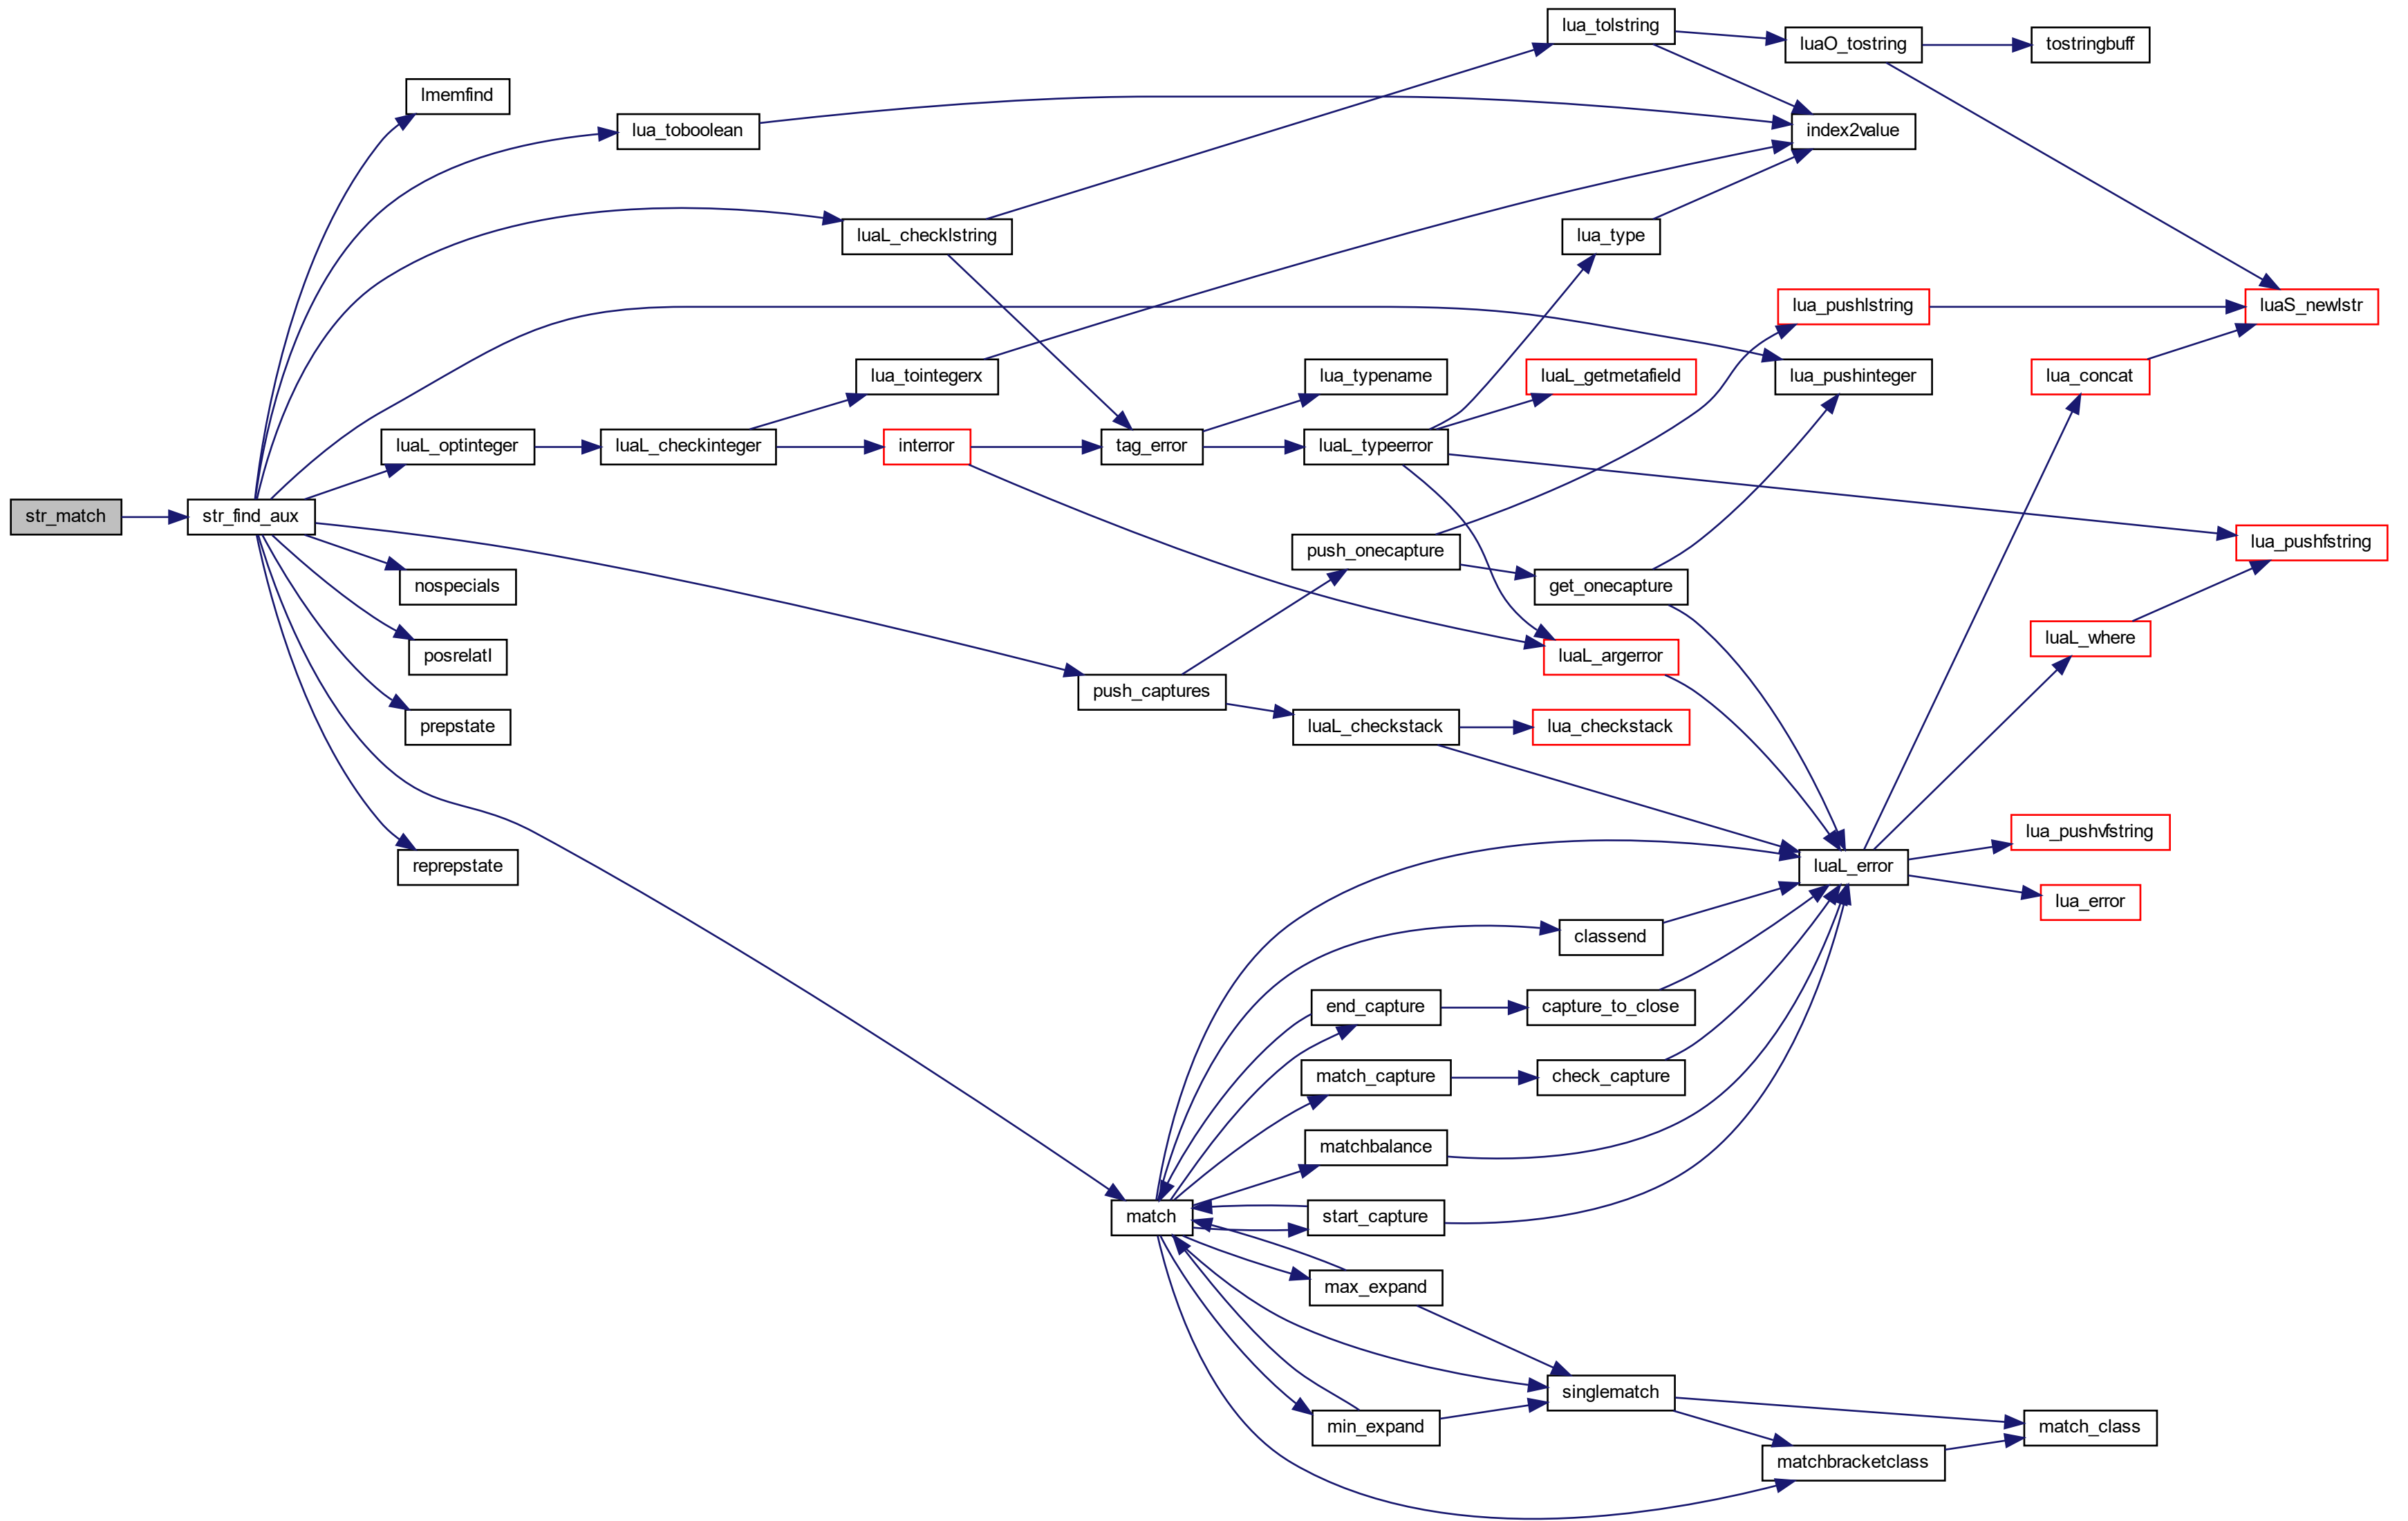 lua_tolstring
luaO_tostring
tostringbuff
lmemfind
lua_toboolean
index2value
luaL_checklstring
lua_type
lua_pushlstring
luaS_newlstr
lua_tointegerx
lua_typename
luaL_getmetafield
lua_pushinteger
lua_concat
luaL_optinteger
luaL_checkinteger
interror
tag_error
luaL_typeerror
str_match
str_find_aux
push_onecapture
lua_pushfstring
nospecials
get_onecapture
posrelatI
luaL_argerror
luaL_where
push_captures
prepstate
luaL_checkstack
lua_checkstack
lua_pushvfstring
reprepstate
luaL_error
lua_error
classend
end_capture
capture_to_close
match_capture
check_capture
matchbalance
match
start_capture
max_expand
singlematch
min_expand
match_class
matchbracketclass